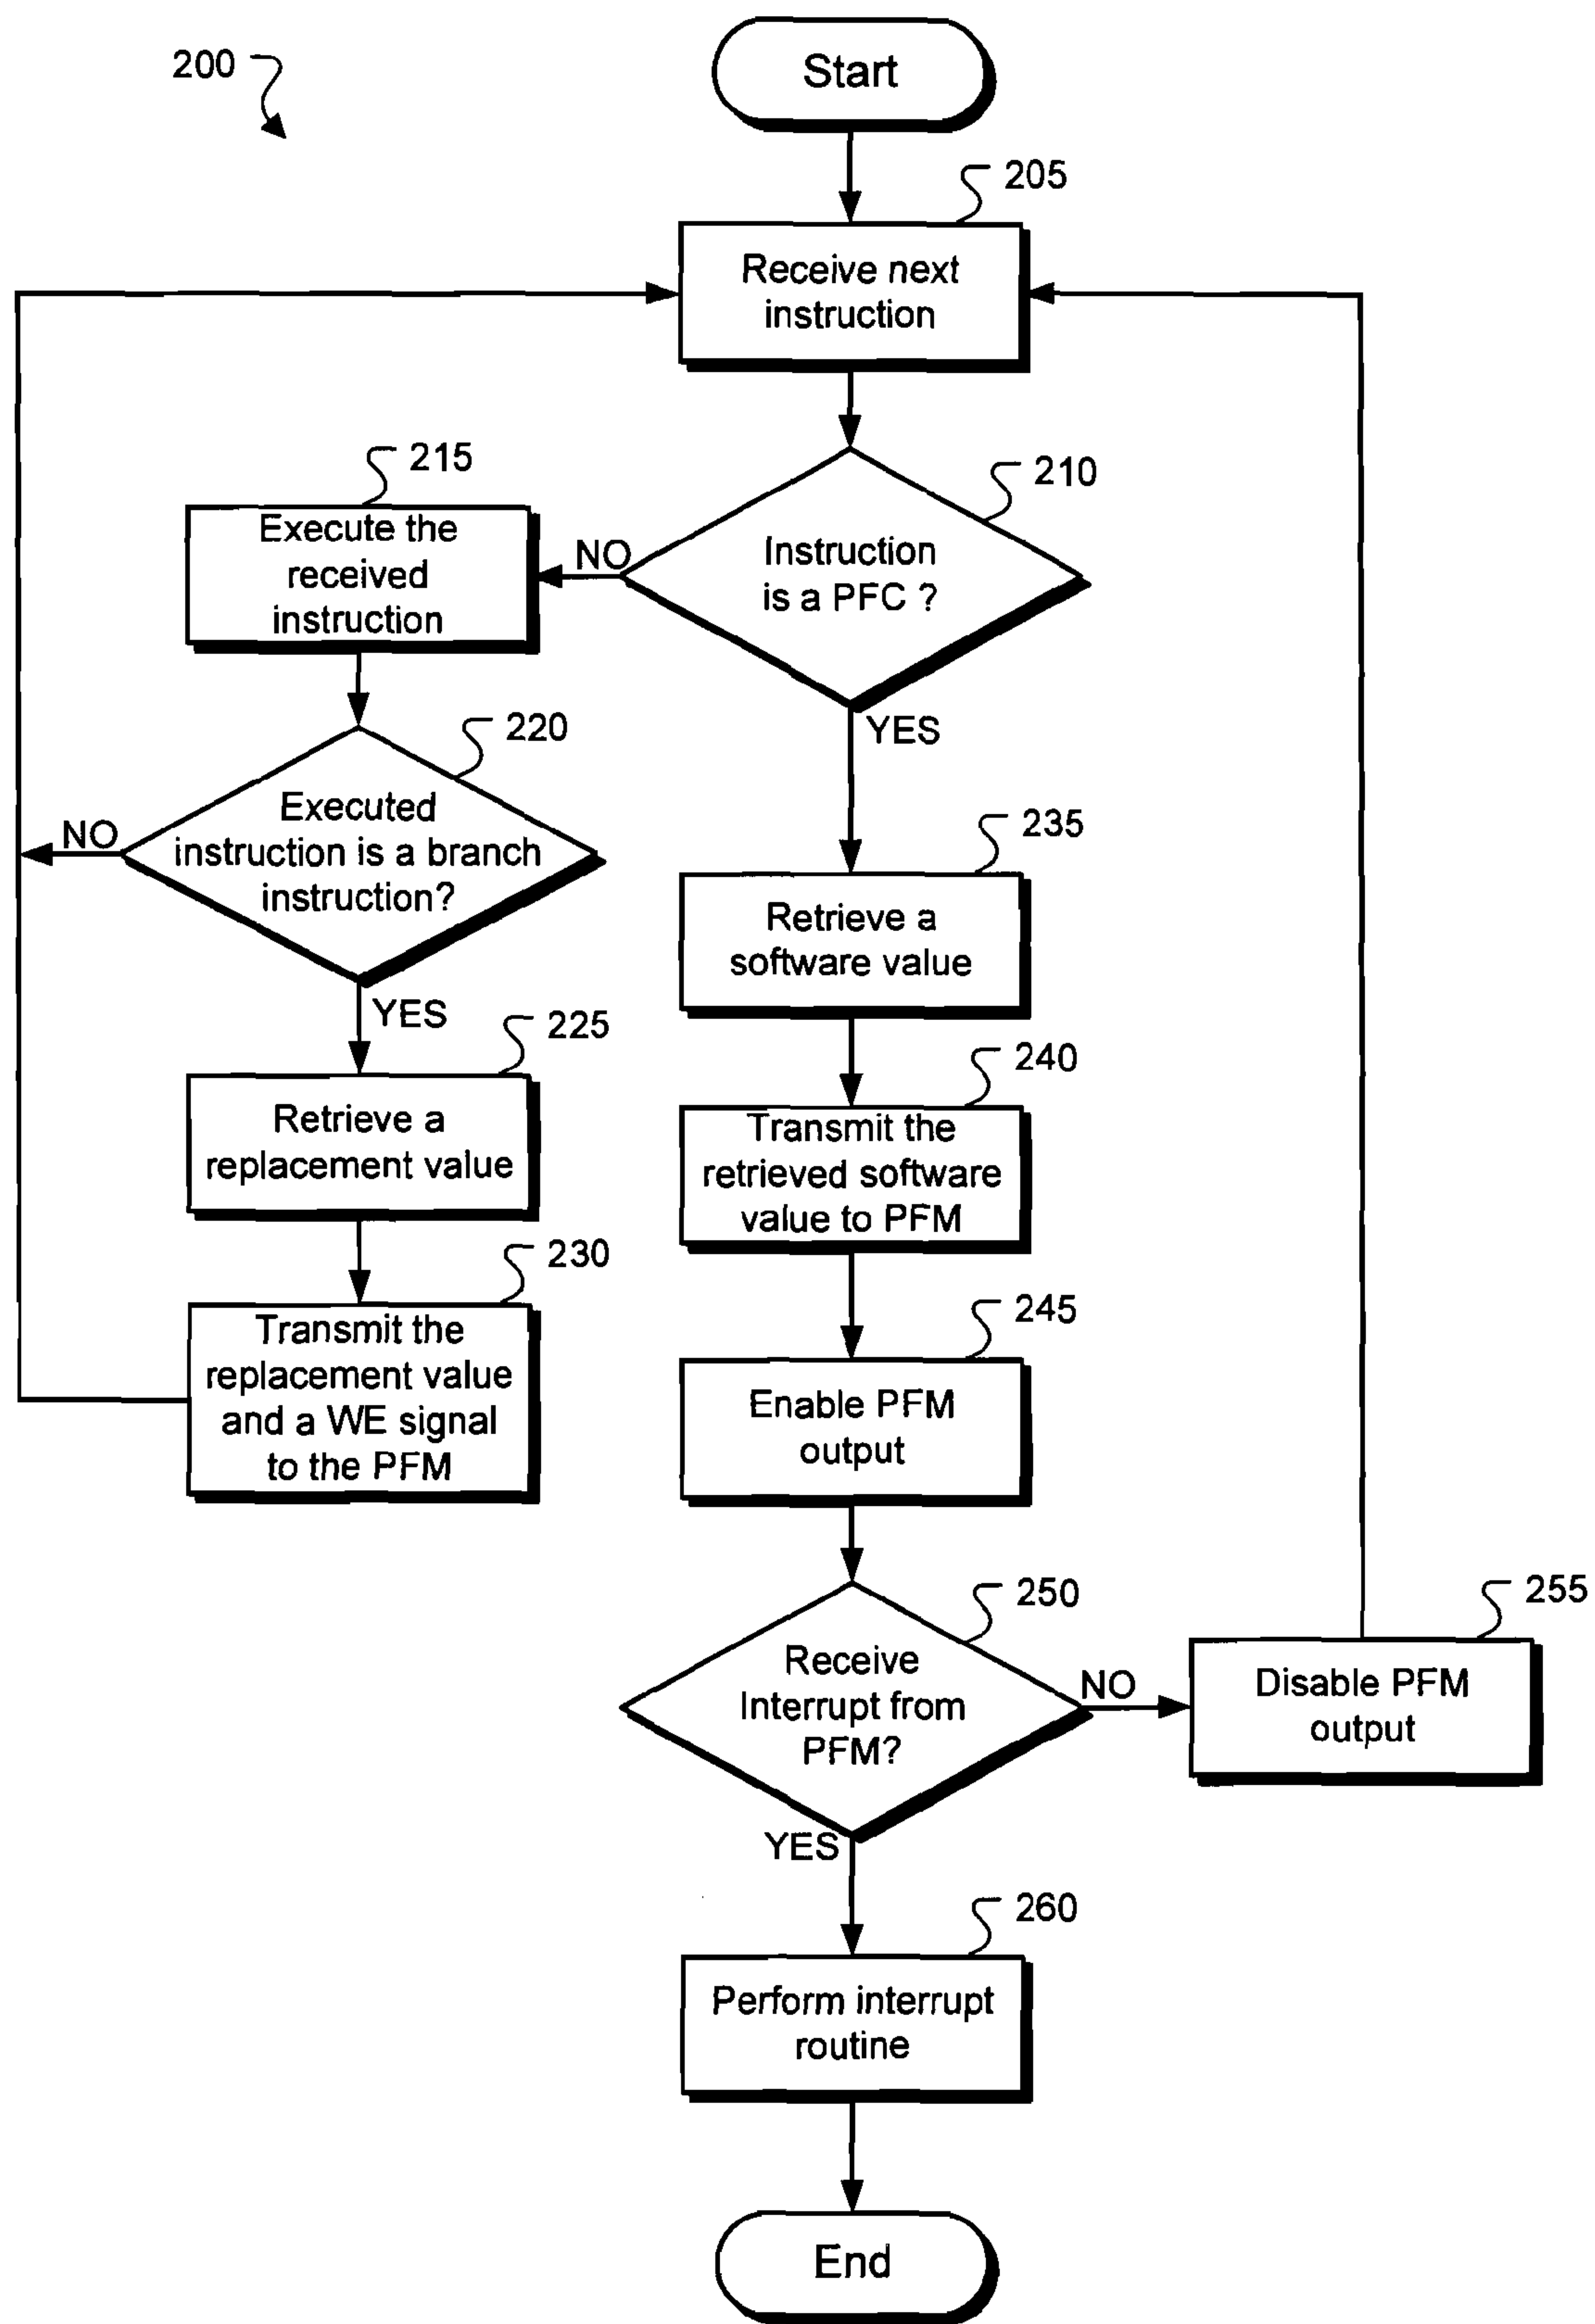 200
Start
205
Receive next
instruction
210
Instruction
is a PFC ?
NO
YES
215
Execute the
received
instruction
220
Executed
instruction is a branch
instruction?
NO
YES
225
Retrieve a
replacement value
230
Transmit the
replacement value
and a WE signal
to the PFM
235
Retrieve a
software value
240
Transmit the
retrieved software
value to PFM
245
Enable PFM
output
250
Receive
Interrupt from
PFM?
NO
YES
255
Disable PFM
output
260
Perform interrupt
routine
End